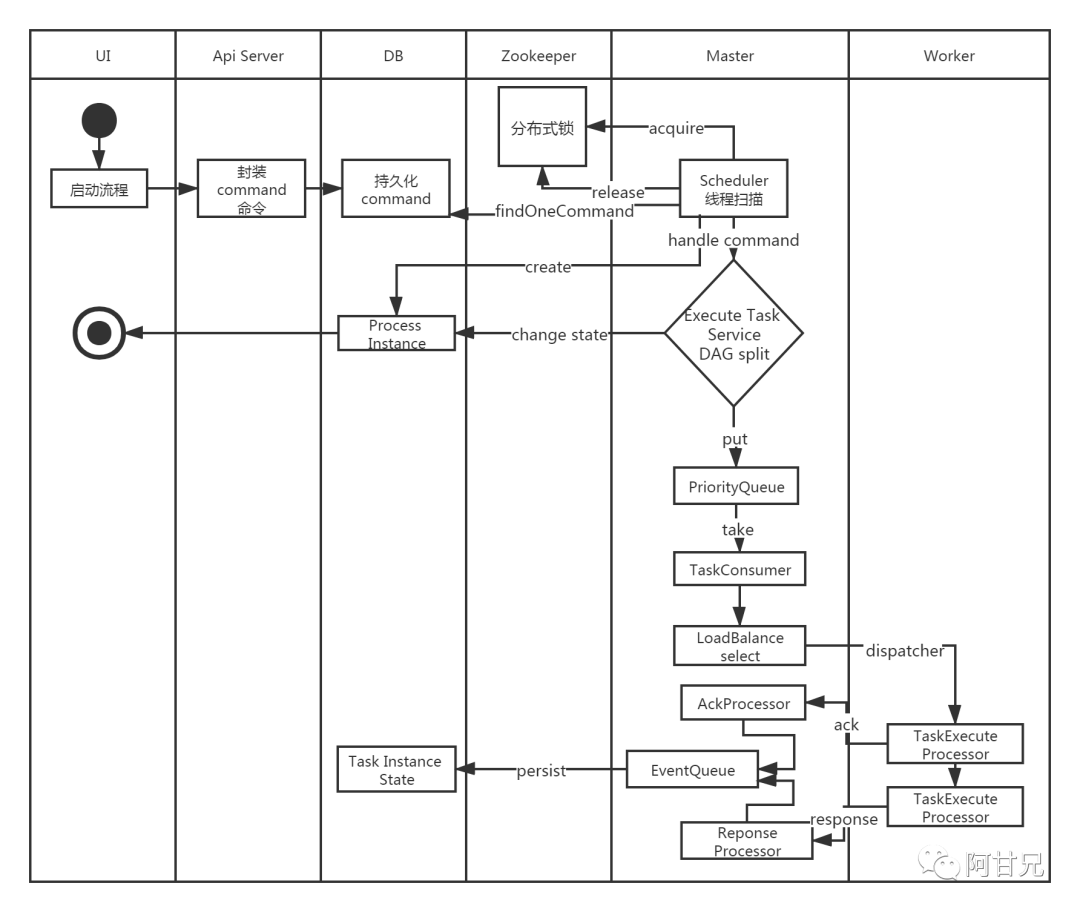 UI
Api Server
DB
Zookeeper
Master
Worker
分布式锁
acquire
启动流程
封装
command
命令
持久化
command
Scheduler
线程扫描
release
findOneCommand
handle command
create
Process
Instance
change state
Execute Task
Service
DAG split
put
PriorityQueue
take
TaskConsumer
LoadBalance
select
dispatcher
AckProcessor
ack
TaskExecute
Processor
Task Instance
State
persist
EventQueue
TaskExecute
Processor
response
Reponse
Processor
阿甘兄